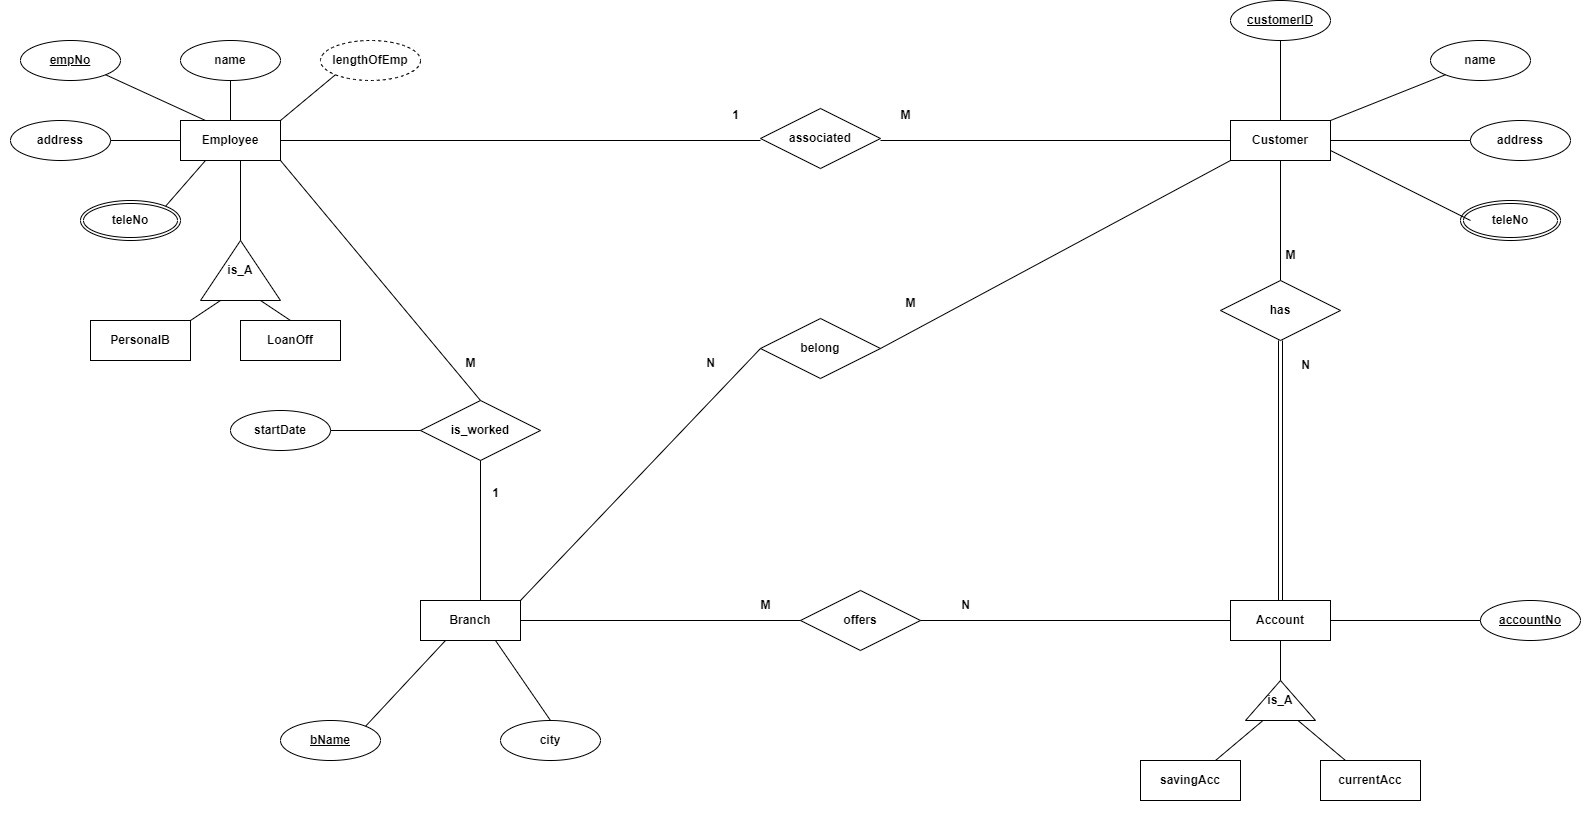 customerID
empNo
name
lengthOfEmp
name
1
M
address
Employee
associated
Customer
address
teleNo
teleNo
is_A
M
M
has
PersonalB
LoanOff
belong
M
N
N
startDate
is_worked
1
M
N
Branch
offers
Account
accountNo
is_A
bName
city
savingAcc
currentAcc